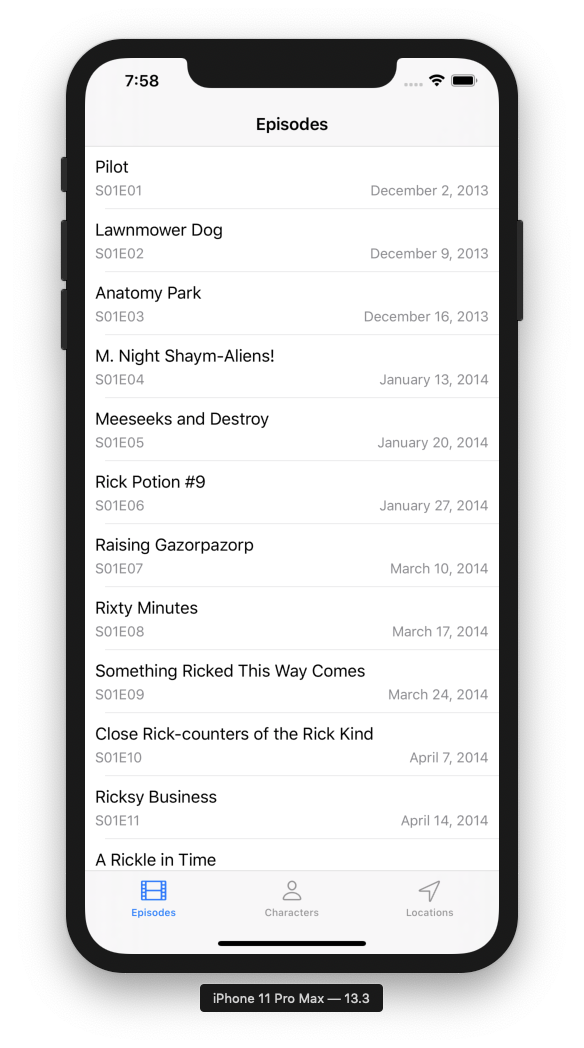 7:58
Episodes
Pilot
S01E01 December 2, 2013
Lawnmower Dog
S01E02 December 9, 2013
Anatomy Park
S01E03 December 16, 2013
M. Night Shaym-Aliens!
S01E04 January 13, 2014
Meeseeks and Destroy
S01E05 January 20, 2014
Rick Potion #9
S01E06 January 27, 2014
Raising Gazorpazorp
S01E07 March 10, 2014
Rixty Minutes
S01E08 March 17, 2014
Something Ricked This Way Comes
S01E09 March 24, 2014
Close Rick-counters of the Rick Kind
S01E10 April 7, 2014
Ricksy Business
S01E11 April 14, 2014
A Rickle in Time
Episodes Characters Locations
iPhone 11 Pro Max — 13.3